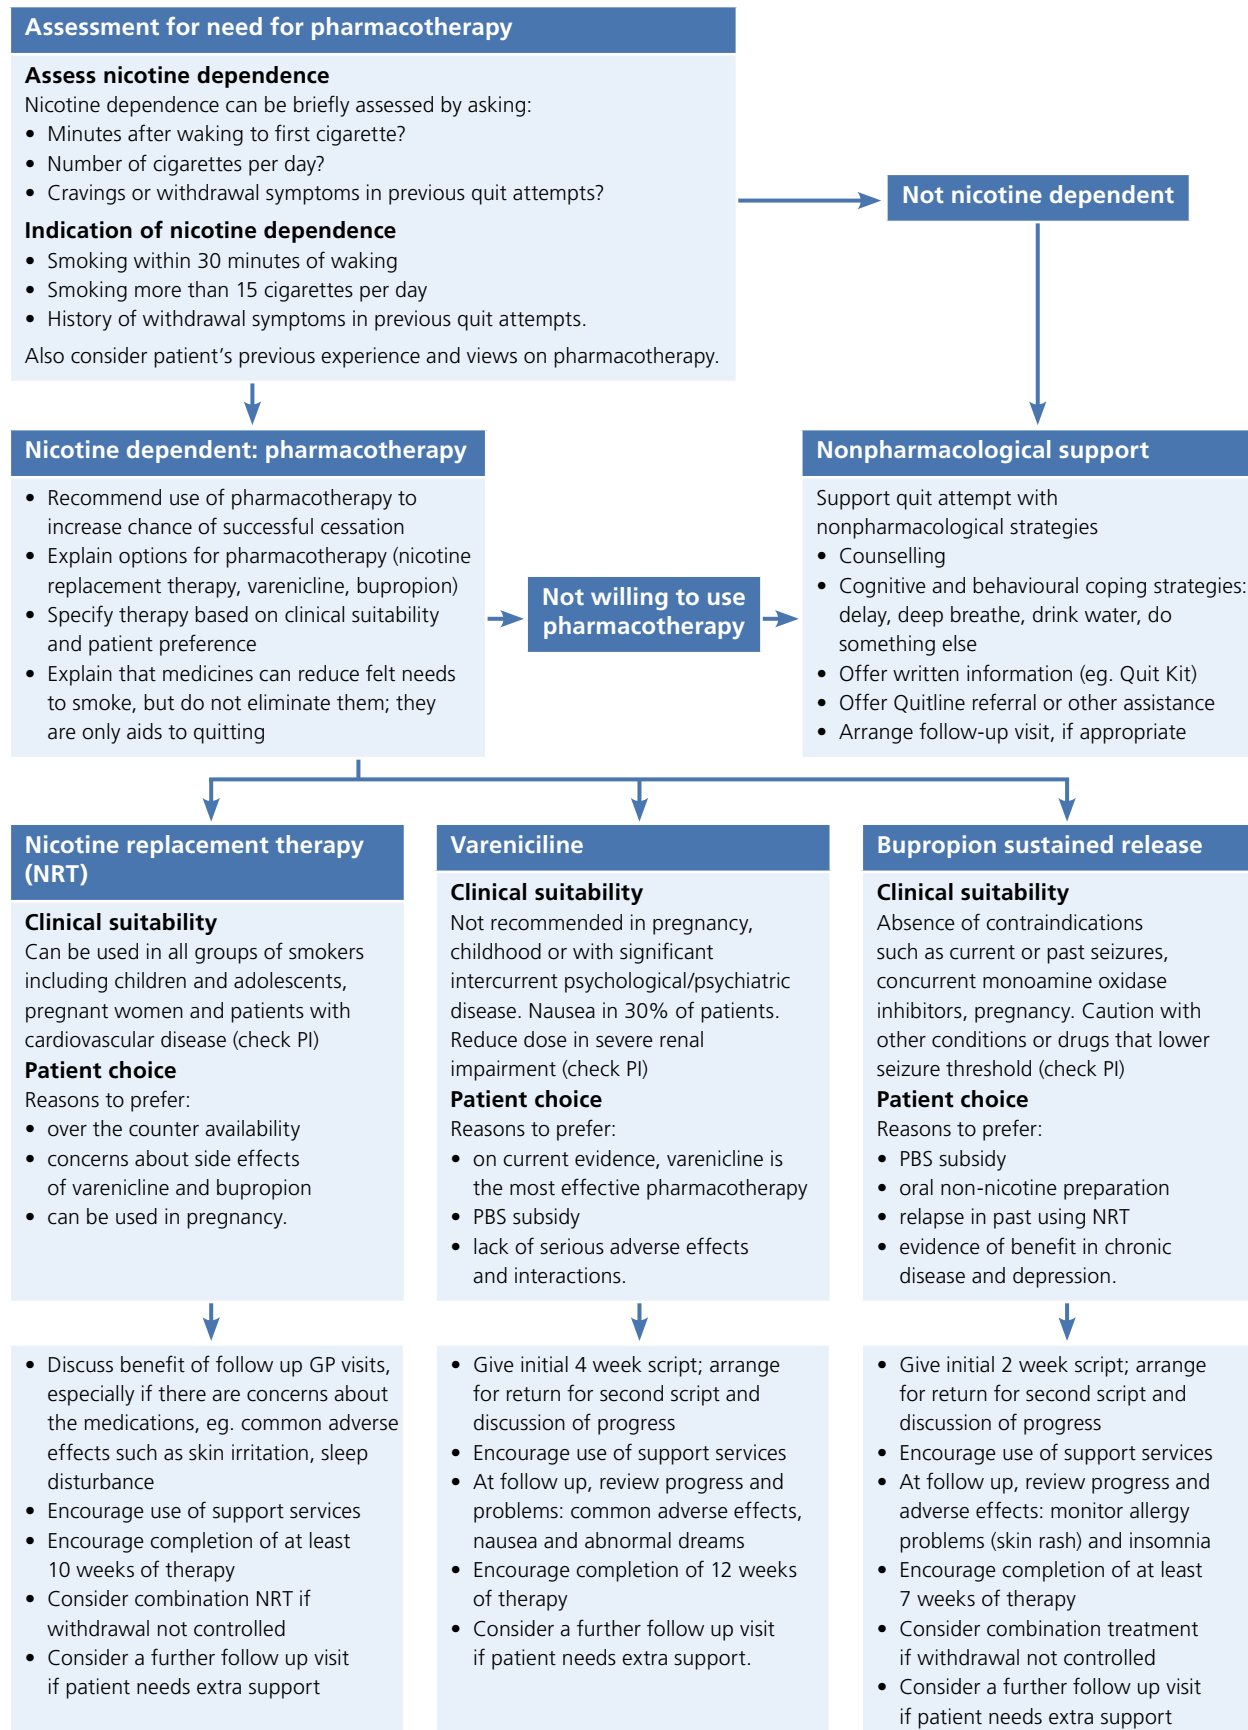 Assessment for need for pharmacotherapy
Assess nicotine dependence
Nicotine dependence can be briefly assessed by asking:
• Minutes after waking to first cigarette?
• Number of cigarettes per day?
• Cravings or withdrawal symptoms in previous quit attempts?
Indication of nicotine dependence
• Smoking within 30 minutes of waking
• Smoking more than 15 cigarettes per day
• History of withdrawal symptoms in previous quit attempts.
Also consider patient's previous experience and views on pharmacotherapy.
Not nicotine dependent
Nicotine dependent: pharmacotherapy
• Recommend use of pharmacotherapy to
increase chance of successful cessation
• Explain options for pharmacotherapy (nicotine
replacement therapy, varenicline, bupropion)
• Specify therapy based on clinical suitability
and patient preference
• Explain that medicines can reduce felt needs
to smoke, but do not eliminate them; they
are only aids to quitting
Not willing to use
pharmacotherapy
Nonpharmacological support
Support quit attempt with
nonpharmacological strategies
• Counselling
• Cognitive and behavioural coping strategies:
delay, deep breathe, drink water, do
something else
• Offer written information (eg. Quit Kit)
• Offer Quitline referral or other assistance
• Arrange follow-up visit, if appropriate
Nicotine replacement therapy
(NRT)
Clinical suitability
Can be used in all groups of smokers
including children and adolescents,
pregnant women and patients with
cardiovascular disease (check PI)
Patient choice
Reasons to prefer:
• over the counter availability
• concerns about side effects
of varenicline and bupropion
• can be used in pregnancy.
Vareniciline
Clinical suitability
Not recommended in pregnancy,
childhood or with significant
intercurrent psychological/psychiatric
disease. Nausea in 30% of patients.
Reduce dose in severe renal
impairment (check PI)
Patient choice
Reasons to prefer:
• on current evidence, varenicline is
the most effective pharmacotherapy
• PBS subsidy
• lack of serious adverse effects
and interactions.
Bupropion sustained release
Clinical suitability
Absence of contraindications
such as current or past seizures,
concurrent monoamine oxidase
inhibitors, pregnancy. Caution with
other conditions or drugs that lower
seizure threshold (check PI)
Patient choice
Reasons to prefer:
• PBS subsidy
• oral non-nicotine preparation
• relapse in past using NRT
• evidence of benefit in chronic
disease and depression.
• Discuss benefit of follow up GP visits,
especially if there are concerns about
the medications, eg. common adverse
effects such as skin irritation, sleep
disturbance
• Encourage use of support services
• Encourage completion of at least
10 weeks of therapy
• Consider combination NRT if
withdrawal not controlled
• Consider a further follow up visit
if patient needs extra support
• Give initial 4 week script; arrange
for return for second script and
discussion of progress
• Encourage use of support services
• At follow up, review progress and
problems: common adverse effects,
nausea and abnormal dreams
• Encourage completion of 12 weeks
of therapy
• Consider a further follow up visit
if patient needs extra support.
• Give initial 2 week script; arrange
for return for second script and
discussion of progress
• Encourage use of support services
• At follow up, review progress and
adverse effects: monitor allergy
problems (skin rash) and insomnia
• Encourage completion of at least
7 weeks of therapy
• Consider combination treatment
if withdrawal not controlled
• Consider a further follow up visit
if patient needs extra support